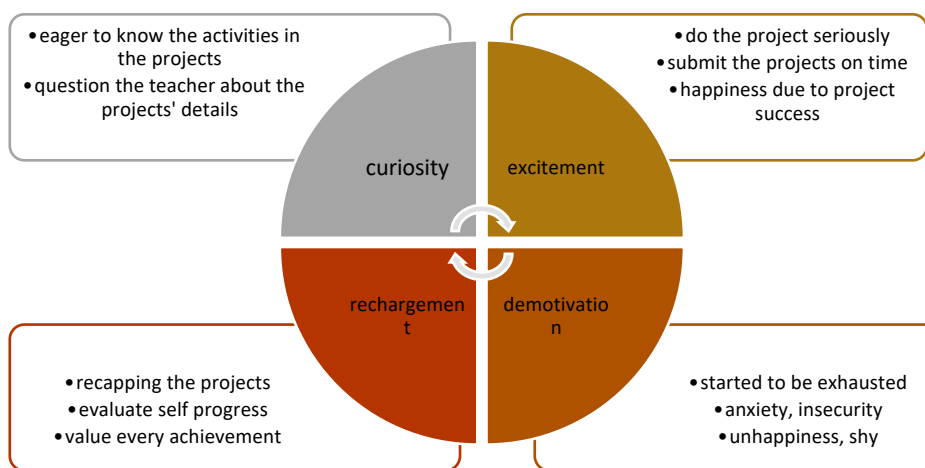 •eager to know the activities in
the projects
•question the teacher about the
projects' details
•do the project seriously
•submit the projects on time
•happiness due to project
success
curiosity
excitement
rechargemen
t
demotivatio
n
•recapping the projects
•evaluate self progress
•value every achievement
•started to be exhausted
•anxiety, insecurity
•unhappiness, shy